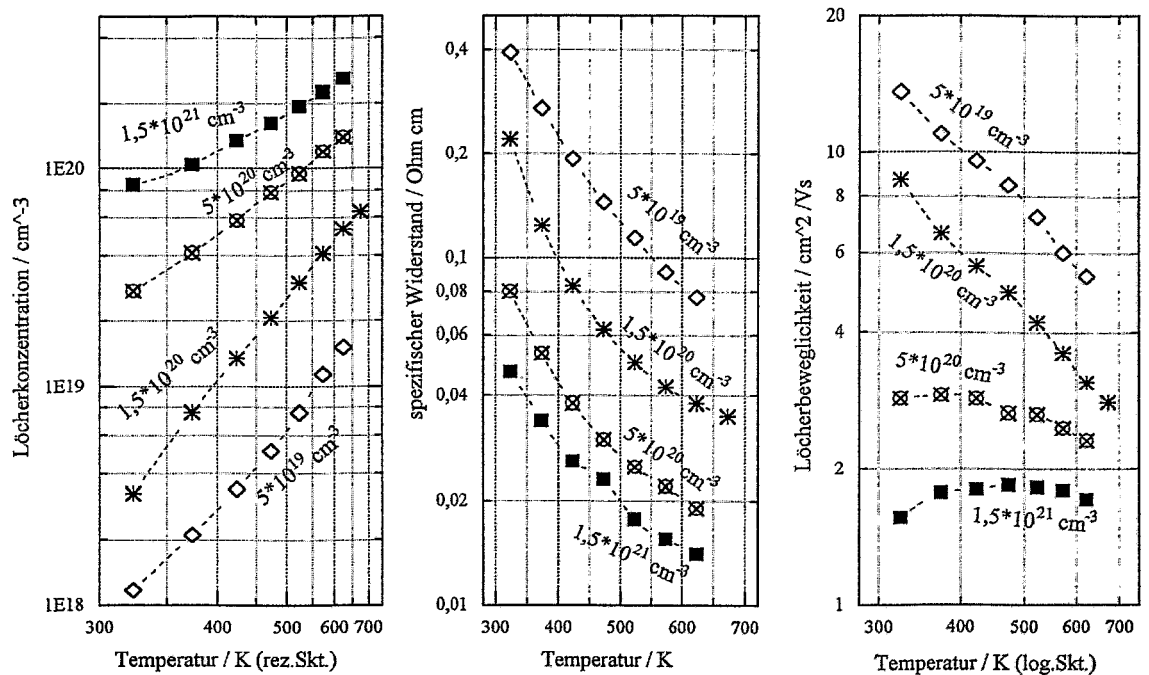 Löcherkonzentration / cm^-3
1E20
1E19
1E18
1,5*10^21 cm^-3
5*10^20 cm^-3
1,5*10^20 cm^-3
5*10^19 cm^-3
300 400 500 600 700
Temperatur / K (rez.Skt.)
spezifischer Widerstand / Ohm cm
0,4
0,2
0,1
0,08
0,06
0,04
0,02
0,01
5*10^19 cm^-3
1,5*10^20 cm^-3
5*10^20 cm^-3
1,5*10^21 cm^-3
300 400 500 600 700
Temperatur / K
Löcherbeweglichkeit / cm^2 /Vs
20
10
8
6
4
2
1
5*10^19 cm^-3
1,5*10^20 cm^-3
5*10^20 cm^-3
1,5*10^21 cm^-3
300 400 500 600 700
Temperatur / K (log.Skt.)